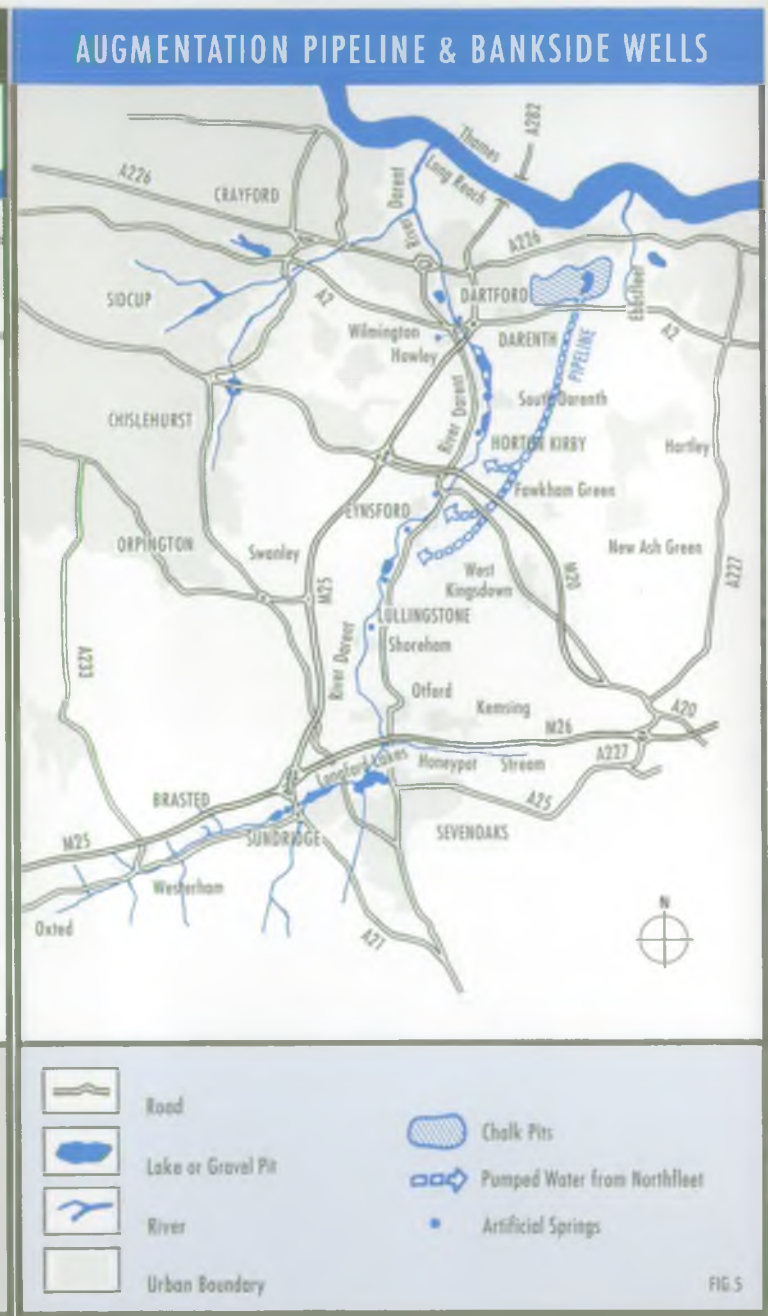 AUGMENTATION PIPELINE & BANKSIDE WELLS
A282
Thames
Long Reach
A226
CRAYFORD
River Darent
A226
SIDCUP
A2
DARTFORD
Ebbsfleet
A2
Wilmington
Hawley
DARENTH
PIPELINE
South Darenth
CHISLEHURST
River Darent
HORTON KIRBY
Hartley
Fawkham Green
EYNSFORD
ORPINGTON
Swanley
New Ash Green
West
Kingsdown
M20
A227
M25
LULLINGSTONE
Shoreham
River Darent
A233
Otford
Kemsing
A20
M26
A227
Longford Lakes
Honeypot Stream
BRASTED
A25
SUNDRIDGE
SEVENOAKS
M25
Westerham
Oxted
A21
N
Road
Lake or Gravel Pit
River
Urban Boundary
Chalk Pits
Pumped Water from Northfleet
Artificial Springs
FIG.5